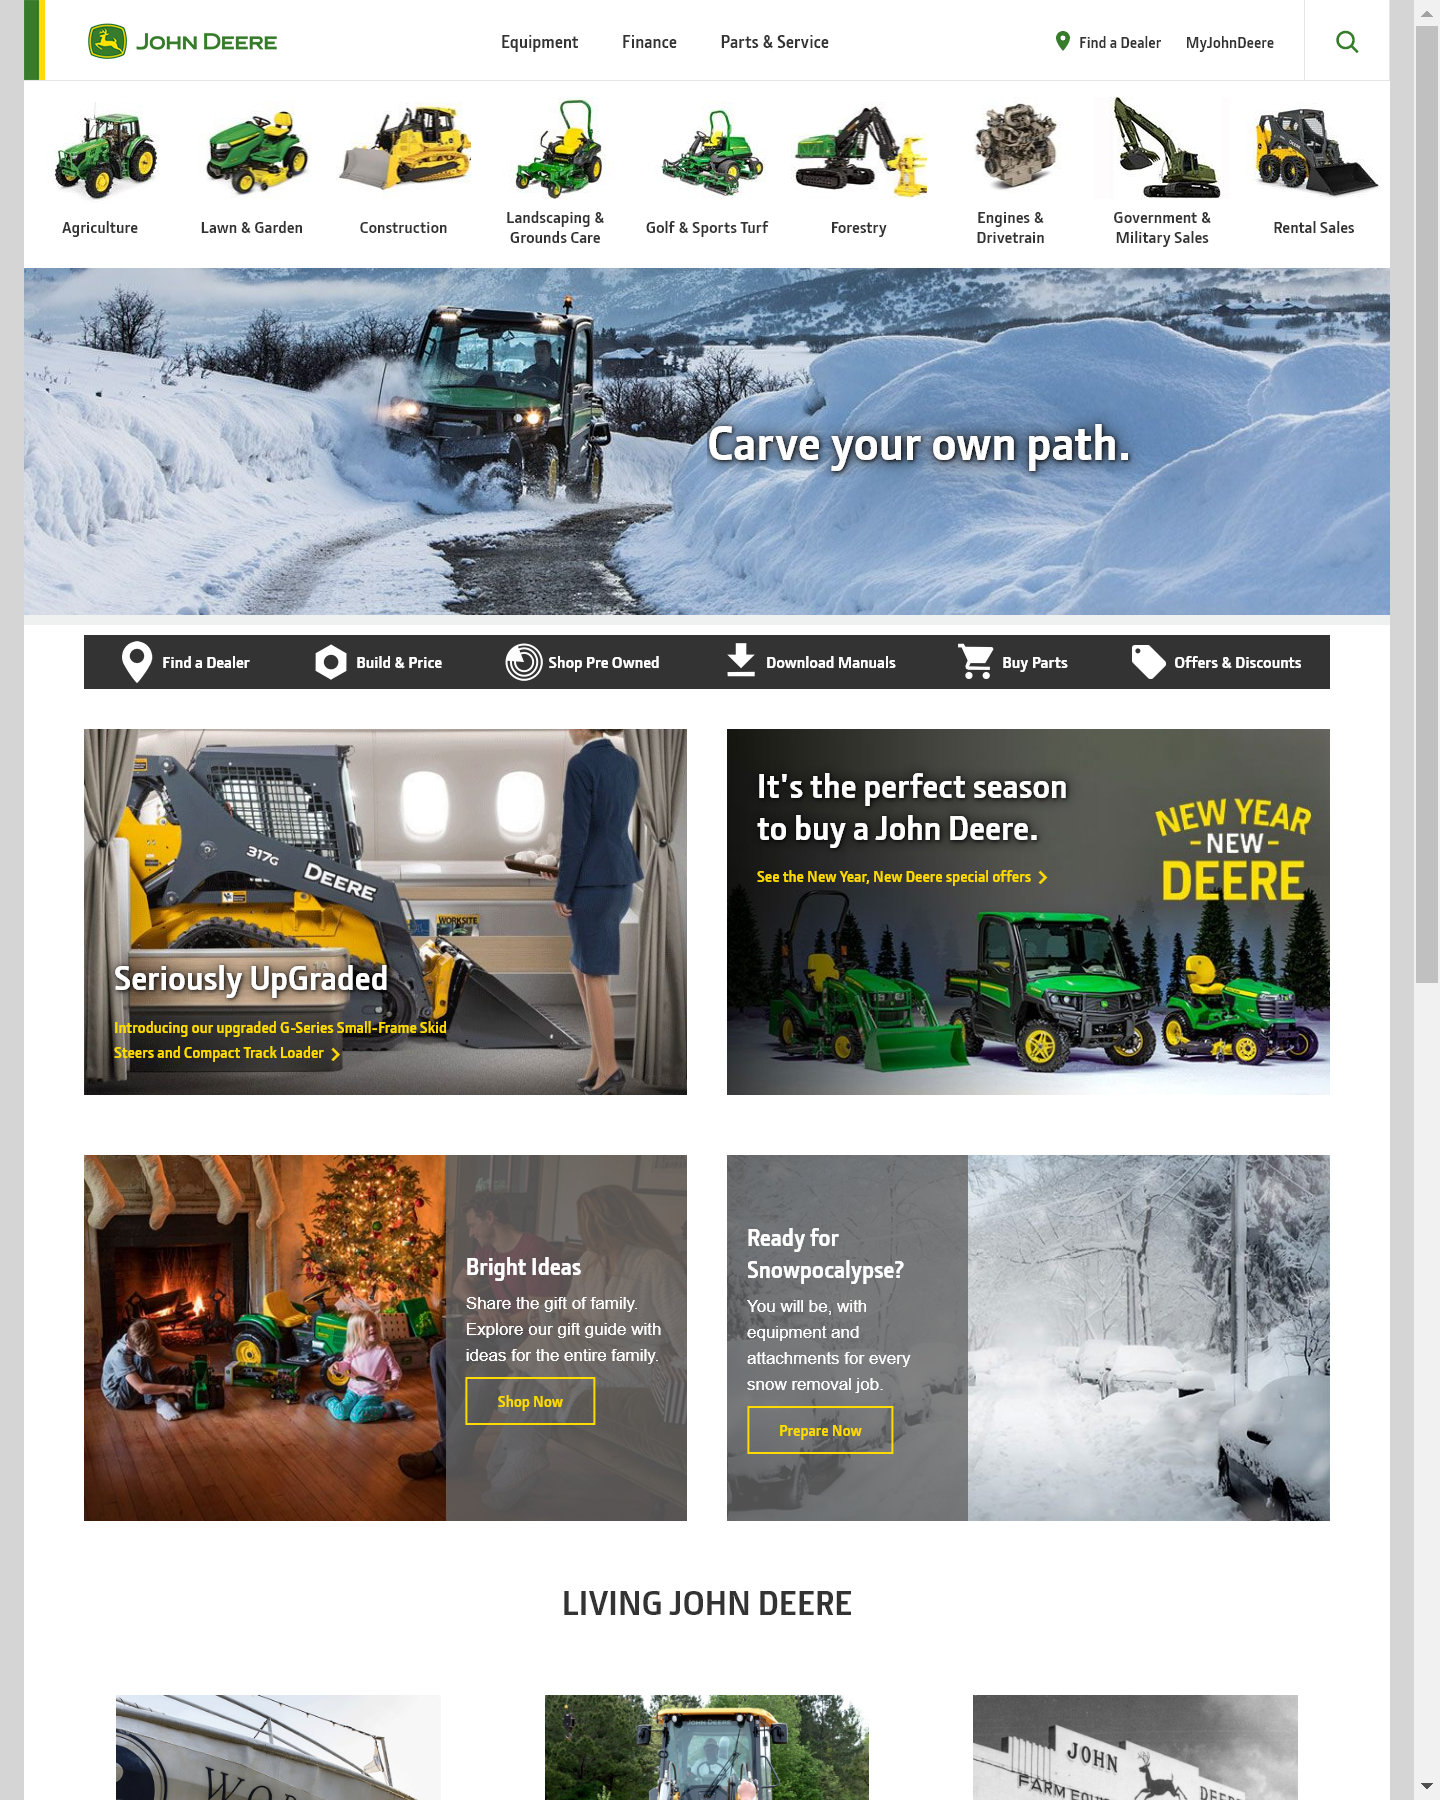 JOHN DEERE
Equipment
Finance
Parts & Service
Find a Dealer
MyJohnDeere
Agriculture
Lawn & Garden
Construction
Landscaping &
Grounds Care
Golf & Sports Turf
Forestry
Engines &
Drivetrain
Government &
Military Sales
Rental Sales
Carve your own path.
Find a Dealer
Build & Price
Shop Pre Owned
Download Manuals
Buy Parts
Offers & Discounts
317G
DEERE
WORKSITE
Seriously UpGraded
Introducing our upgraded G-Series Small-Frame Skid
Steers and Compact Track Loader
It's the perfect season
to buy a John Deere.
See the New Year, New Deere special offers
NEW YEAR
- NEW -
DEERE
Bright Ideas
Share the gift of family.
Explore our gift guide with
ideas for the entire family.
Shop Now
Ready for
Snowpocalypse?
You will be, with
equipment and
attachments for every
snow removal job.
Prepare Now
LIVING JOHN DEERE
JOHN DEERE
JOHN
DEERE
FARM